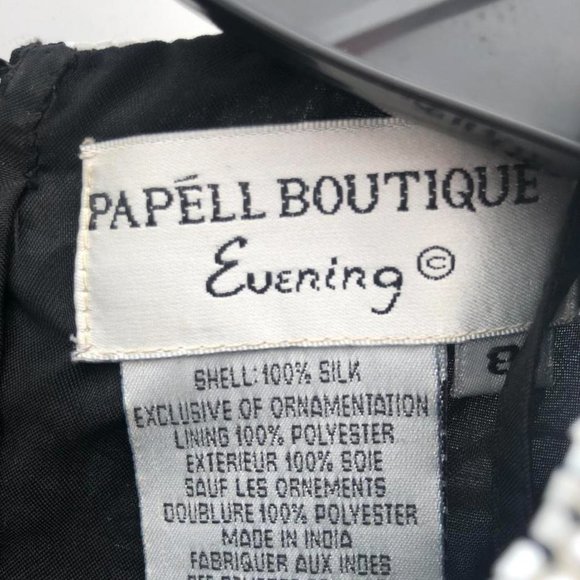 PAPÉLL BOUTIQUE
Evening ©
8
SHELL: 100% SILK
EXCLUSIVE OF ORNAMENTATION
LINING 100% POLYESTER
EXTERIEUR 100% SOIE
SAUF LES ORNEMENTS
DOUBLURE 100% POLYESTER
MADE IN INDIA
FABRIQUER AUX INDES